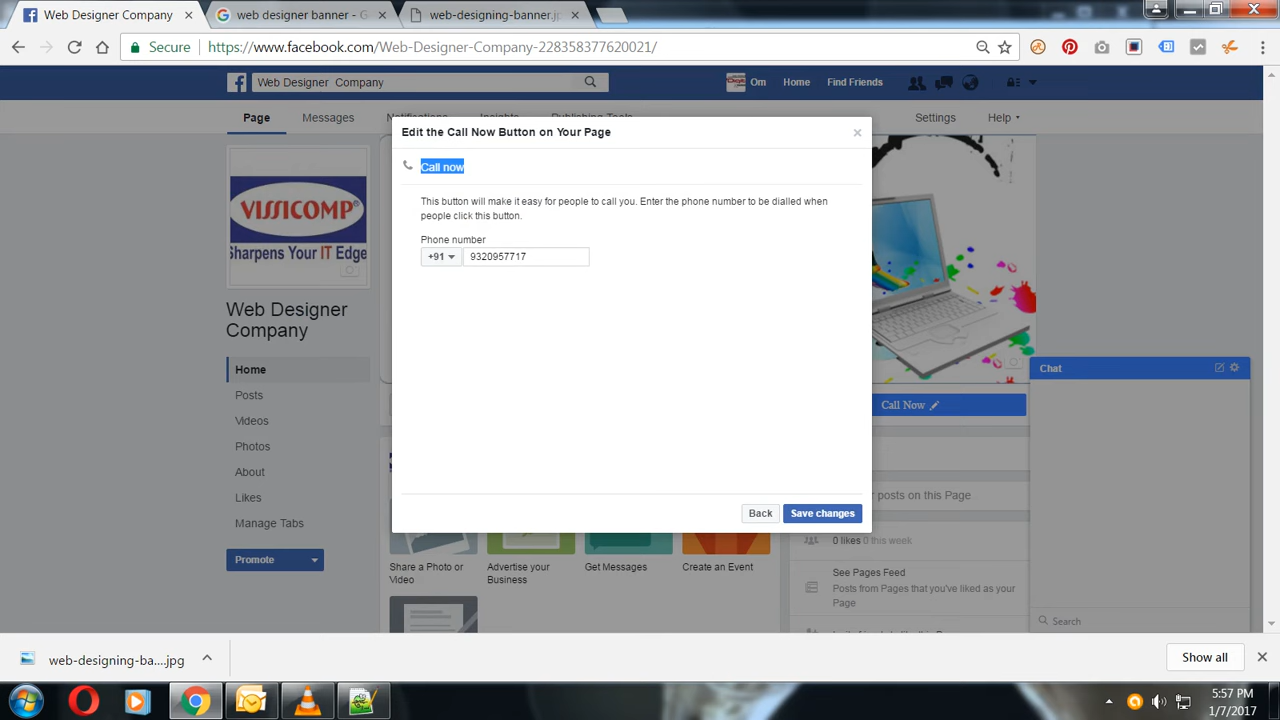 Web Designer Company
web designer banner - G
web-designing-banner.jp
Secure
https://www.facebook.com/Web-Designer-Company-228358377620021/
Web Designer Company
Om
Home
Find Friends
Page
Messages
Notifications
Insights
Publishing Tools
Settings
Help
Edit the Call Now Button on Your Page
Call now
This button will make it easy for people to call you. Enter the phone number to be dialled when
people click this button.
Phone number
+91
9320957717
Back
Save changes
VISSICOMP
Sharpens Your IT Edge
Web Designer
Company
Home
Posts
Videos
Photos
About
Likes
Manage Tabs
Promote
Call Now
Chat
posts on this Page
0 likes 0 this week
See Pages Feed
Posts from Pages that you've liked as your
Page
Share a Photo or
Video
Advertise your
Business
Get Messages
Create an Event
Search
web-designing-ba....jpg
Show all
5:57 PM
1/7/2017